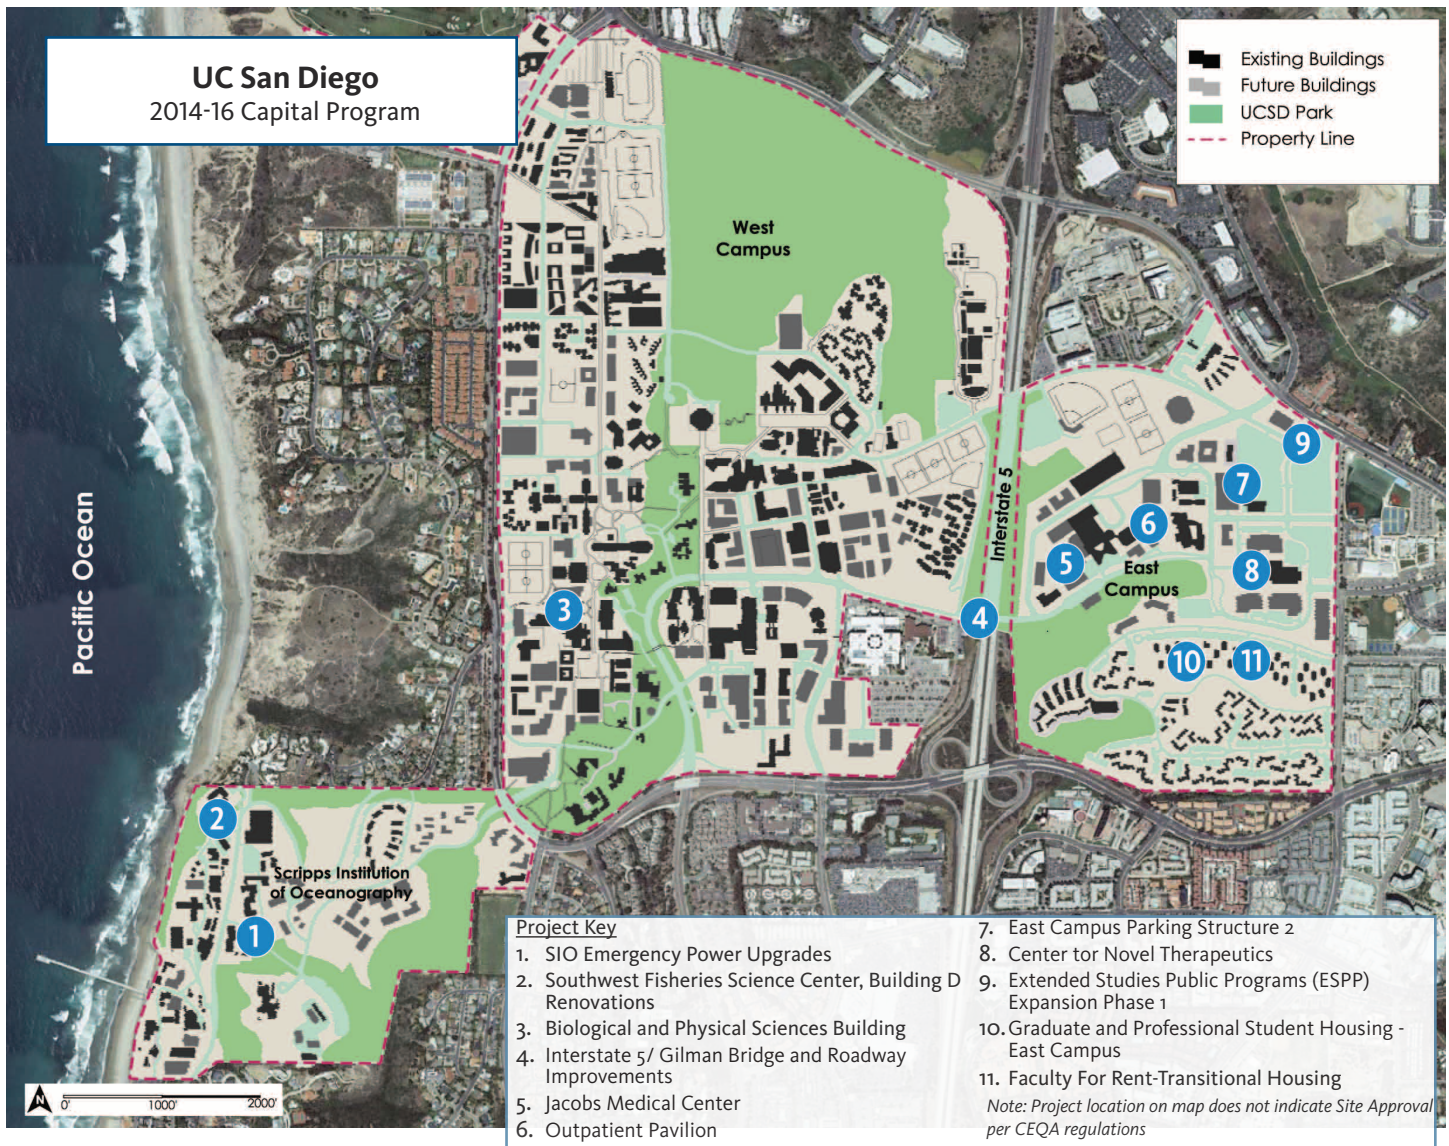 UC San Diego
2014-16 Capital Program
Existing Buildings
Future Buildings
UCSD Park
Property Line
West
Campus
Interstate 5
East
Campus
Pacific Ocean
Scripps Institution
of Oceanography
1
2
3
4
5
6
7
8
9
10
11
N
0'
1000'
2000'
Project Key
1. SIO Emergency Power Upgrades
2. Southwest Fisheries Science Center, Building D
Renovations
3. Biological and Physical Sciences Building
4. Interstate 5/ Gilman Bridge and Roadway
Improvements
5. Jacobs Medical Center
6. Outpatient Pavilion
7. East Campus Parking Structure 2
8. Center tor Novel Therapeutics
9. Extended Studies Public Programs (ESPP)
Expansion Phase 1
10. Graduate and Professional Student Housing -
East Campus
11. Faculty For Rent-Transitional Housing
Note: Project location on map does not indicate Site Approval
per CEQA regulations